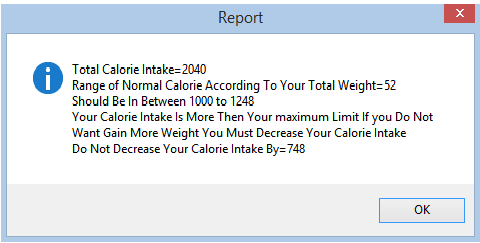 Report
Total Calorie Intake=2040
Range of Normal Calorie According To Your Total Weight=52
Should Be In Between 1000 to 1248
Your Calorie Intake Is More Then Your maximum Limit If you Do Not
Want Gain More Weight You Must Decrease Your Calorie Intake
Do Not Decrease Your Calorie Intake By=748
OK